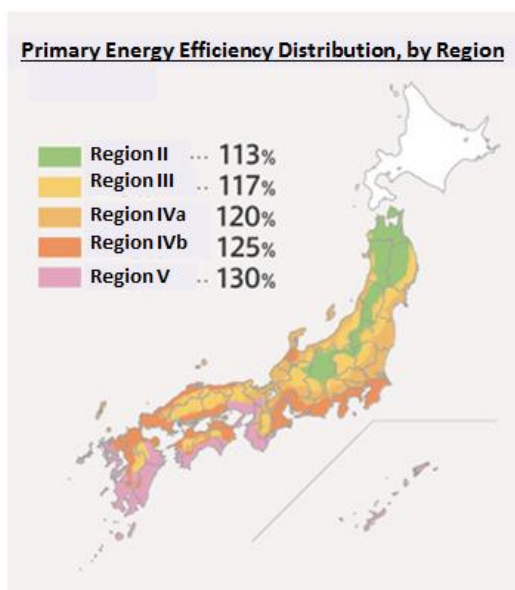 Primary Energy Efficiency Distribution, by Region
Region II ... 113%
Region III .. 117%
Region IVa 120%
Region IVb 125%
Region V .. 130%